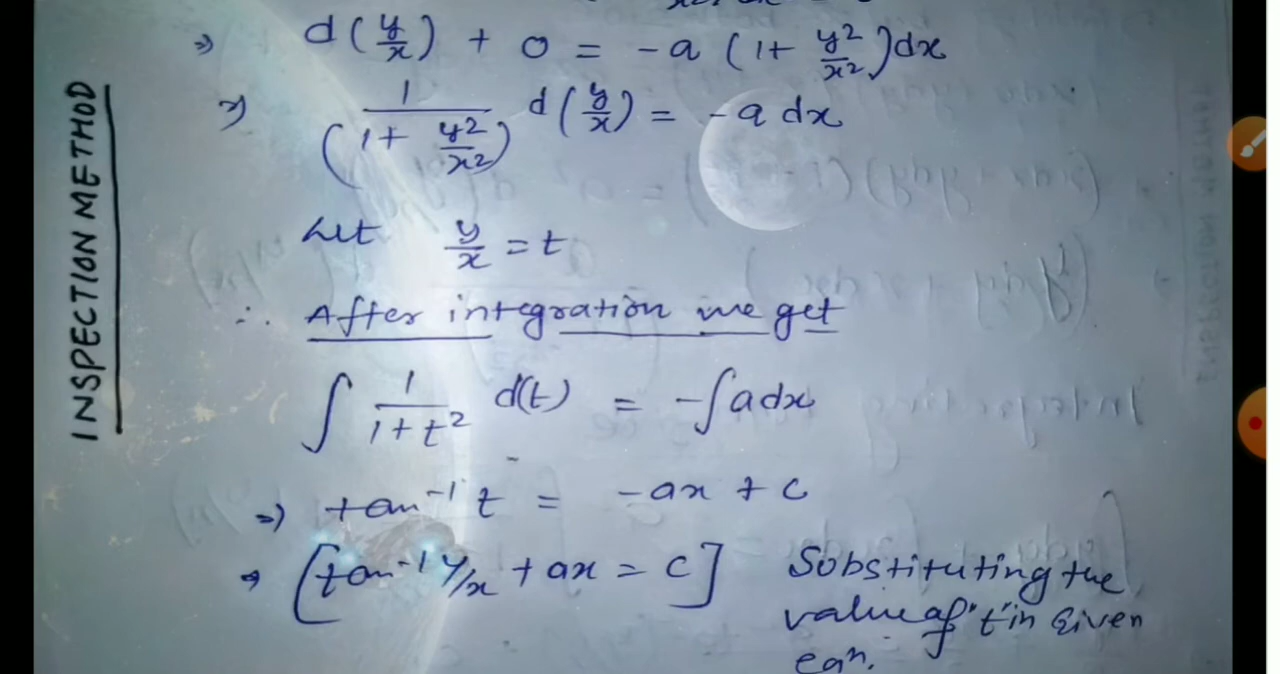 ⇒ d(y/x) + 0 = -a (1+ y²/x²)dx
⇒ 1/(1+ y²/x²) d(y/x) = -a dx
INSPECTION METHOD
Let y/x = t
∴ After integration we get
∫ 1/1+t² d(t) = -∫adx
⇒ tan⁻¹ t = -ax + c
⇒ [tan⁻¹ y/x + ax = c] Substituting the
value of 't' in Given
eqn.